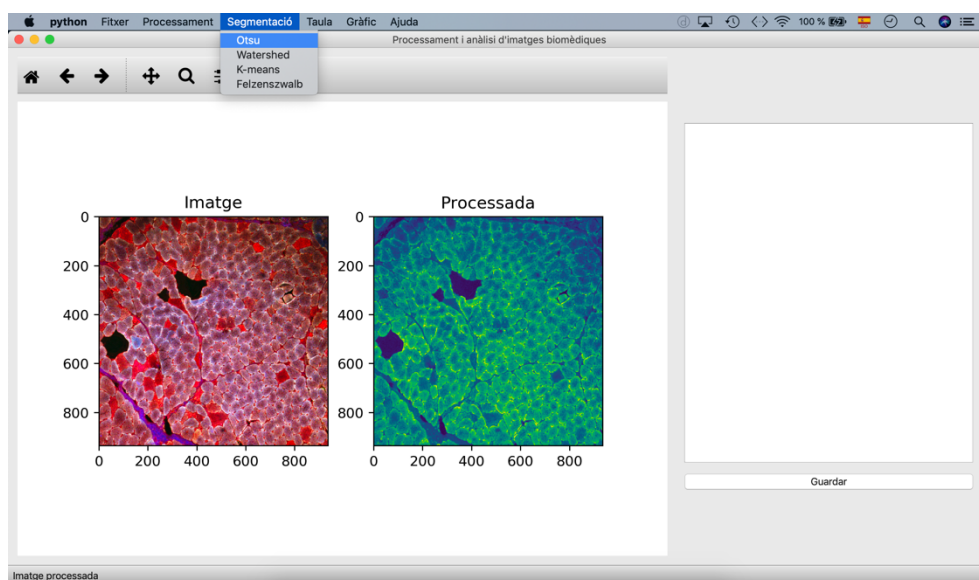 python Fitxer Processament Segmentació Taula Gràfic Ajuda 100 %
Processament i anàlisi d'imatges biomèdiques
Otsu
Watershed
K-means
Felzenszwalb
Imatge
Processada
0
200
400
600
800
0 200 400 600 800
0
200
400
600
800
0 200 400 600 800
Guardar
Imatge processada